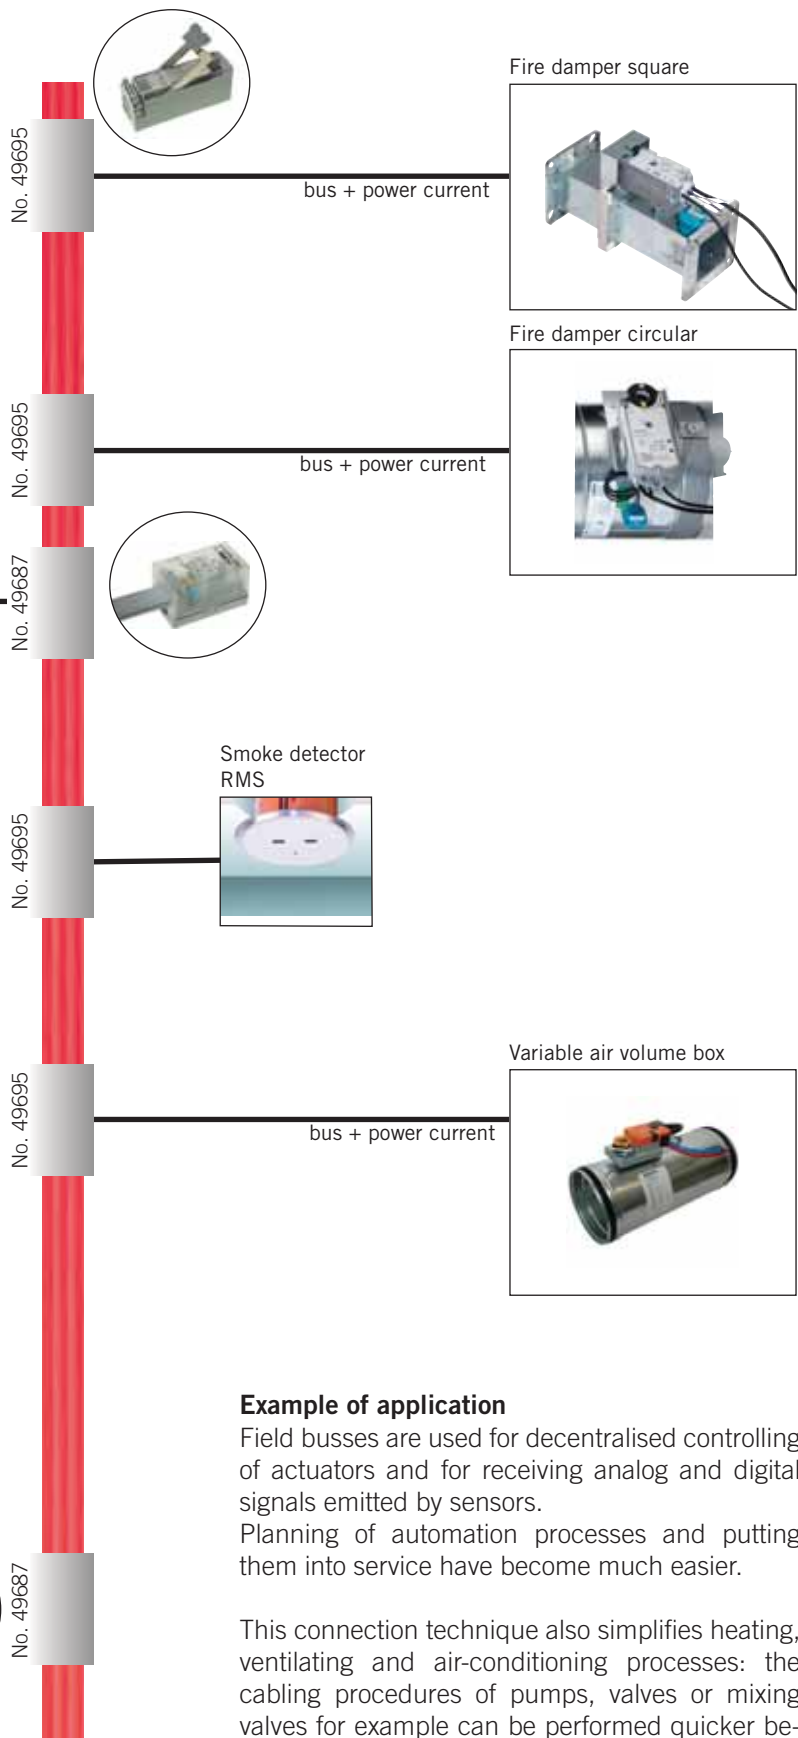 Fire damper square
No. 49695
bus + power current
Fire damper circular
No. 49695
bus + power current
No. 49687
Smoke detector
RMS
No. 49695
Variable air volume box
No. 49695
bus + power current
Example of application
Field busses are used for decentralised controlling
of actuators and for receiving analog and digital
signals emitted by sensors.
Planning of automation processes and putting
them into service have become much easier.
No. 49687
This connection technique also simplifies heating,
ventilating and air-conditioning processes: the
cabling procedures of pumps, valves or mixing
valves for example can be performed quicker be-